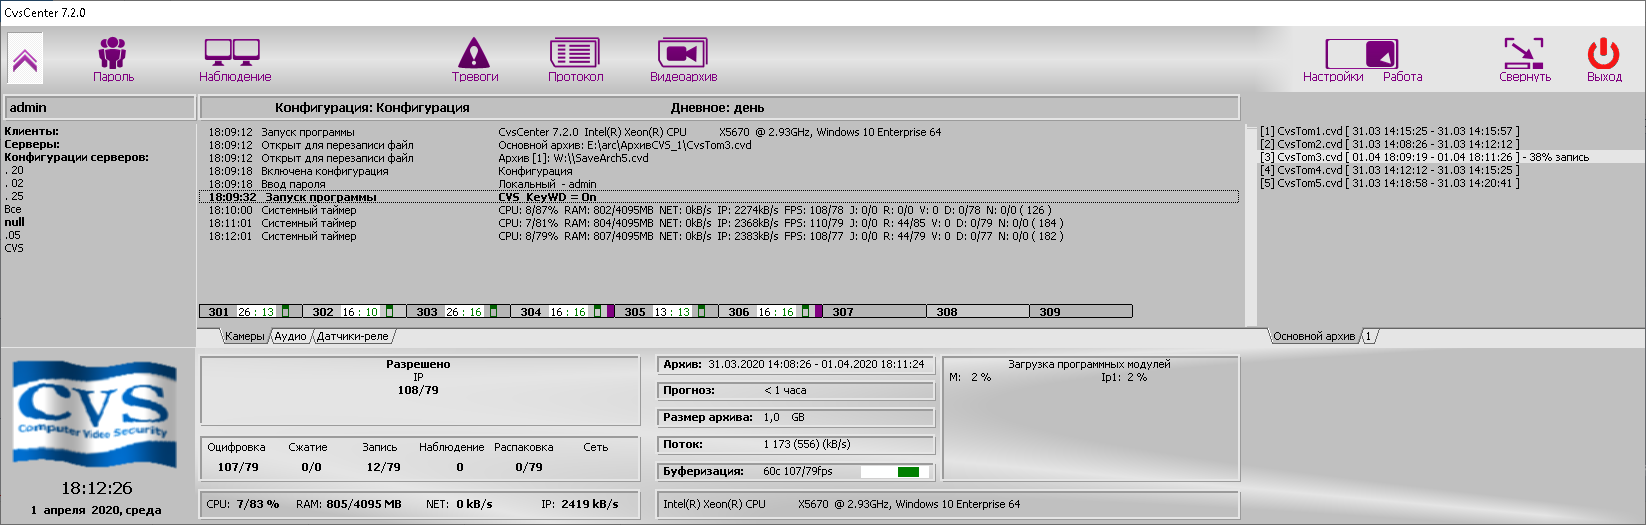 CvsCenter 7.2.0
Пароль
Наблюдение
Тревоги
Протокол
Видеоархив
Настройки Работа
Свернуть
Выход
admin
Конфигурация: Конфигурация Дневное: день
Клиенты:
Серверы:
Конфигурации серверов:
. 20
. 02
. 25
Все
null
.05
CVS
18:09:12 Запуск программы CvsCenter 7.2.0 Intel(R) Xeon(R) CPU X5670 @ 2.93GHz, Windows 10 Enterprise 64
18:09:12 Открыт для перезаписи файл Основной архив: E:\arc\АрхивCVS_1\CvsTom3.cvd
18:09:12 Открыт для перезаписи файл Архив [1]: W:\\SaveArch5.cvd
18:09:18 Включена конфигурация Конфигурация
18:09:18 Ввод пароля Локальный - admin
18:09:32 Запуск программы CVS_KeyWD = On
18:10:00 Системный таймер CPU: 8/87% RAM: 802/4095MB NET: 0kB/s IP: 2274kB/s FPS: 108/78 J: 0/0 R: 0/0 V: 0 D: 0/78 N: 0/0 ( 126 )
18:11:01 Системный таймер CPU: 7/81% RAM: 804/4095MB NET: 0kB/s IP: 2368kB/s FPS: 110/79 J: 0/0 R: 44/85 V: 0 D: 0/79 N: 0/0 ( 184 )
18:12:01 Системный таймер CPU: 8/79% RAM: 807/4095MB NET: 0kB/s IP: 2383kB/s FPS: 108/77 J: 0/0 R: 44/79 V: 0 D: 0/77 N: 0/0 ( 182 )
301 26 : 13 302 16 : 10 303 26 : 16 304 16 : 16 305 13 : 13 306 16 : 16 307 308 309
Камеры Аудио Датчики-реле
[1] CvsTom1.cvd [ 31.03 14:15:25 - 31.03 14:15:57 ]
[2] CvsTom2.cvd [ 31.03 14:08:26 - 31.03 14:12:12 ]
[3] CvsTom3.cvd [ 01.04 18:09:19 - 01.04 18:11:26 ] - 38% запись
[4] CvsTom4.cvd [ 31.03 14:12:12 - 31.03 14:15:25 ]
[5] CvsTom5.cvd [ 31.03 14:18:58 - 31.03 14:20:41 ]
Основной архив 1
CVS
Computer Video Security
18:12:26
1 апреля 2020, среда
Разрешено
IP
108/79
Оцифровка Сжатие Запись Наблюдение Распаковка Сеть
107/79 0/0 12/79 0 0/79
CPU: 7/83 % RAM: 805/4095 MB NET: 0 kB/s IP: 2419 kB/s
Архив: 31.03.2020 14:08:26 - 01.04.2020 18:11:24
Прогноз: < 1 часа
Размер архива: 1,0 GB
Поток: 1 173 (556) (kB/s)
Буферизация: 60с 107/79fps
Intel(R) Xeon(R) CPU X5670 @ 2.93GHz, Windows 10 Enterprise 64
Загрузка программных модулей
M: 2 % Ip1: 2 %